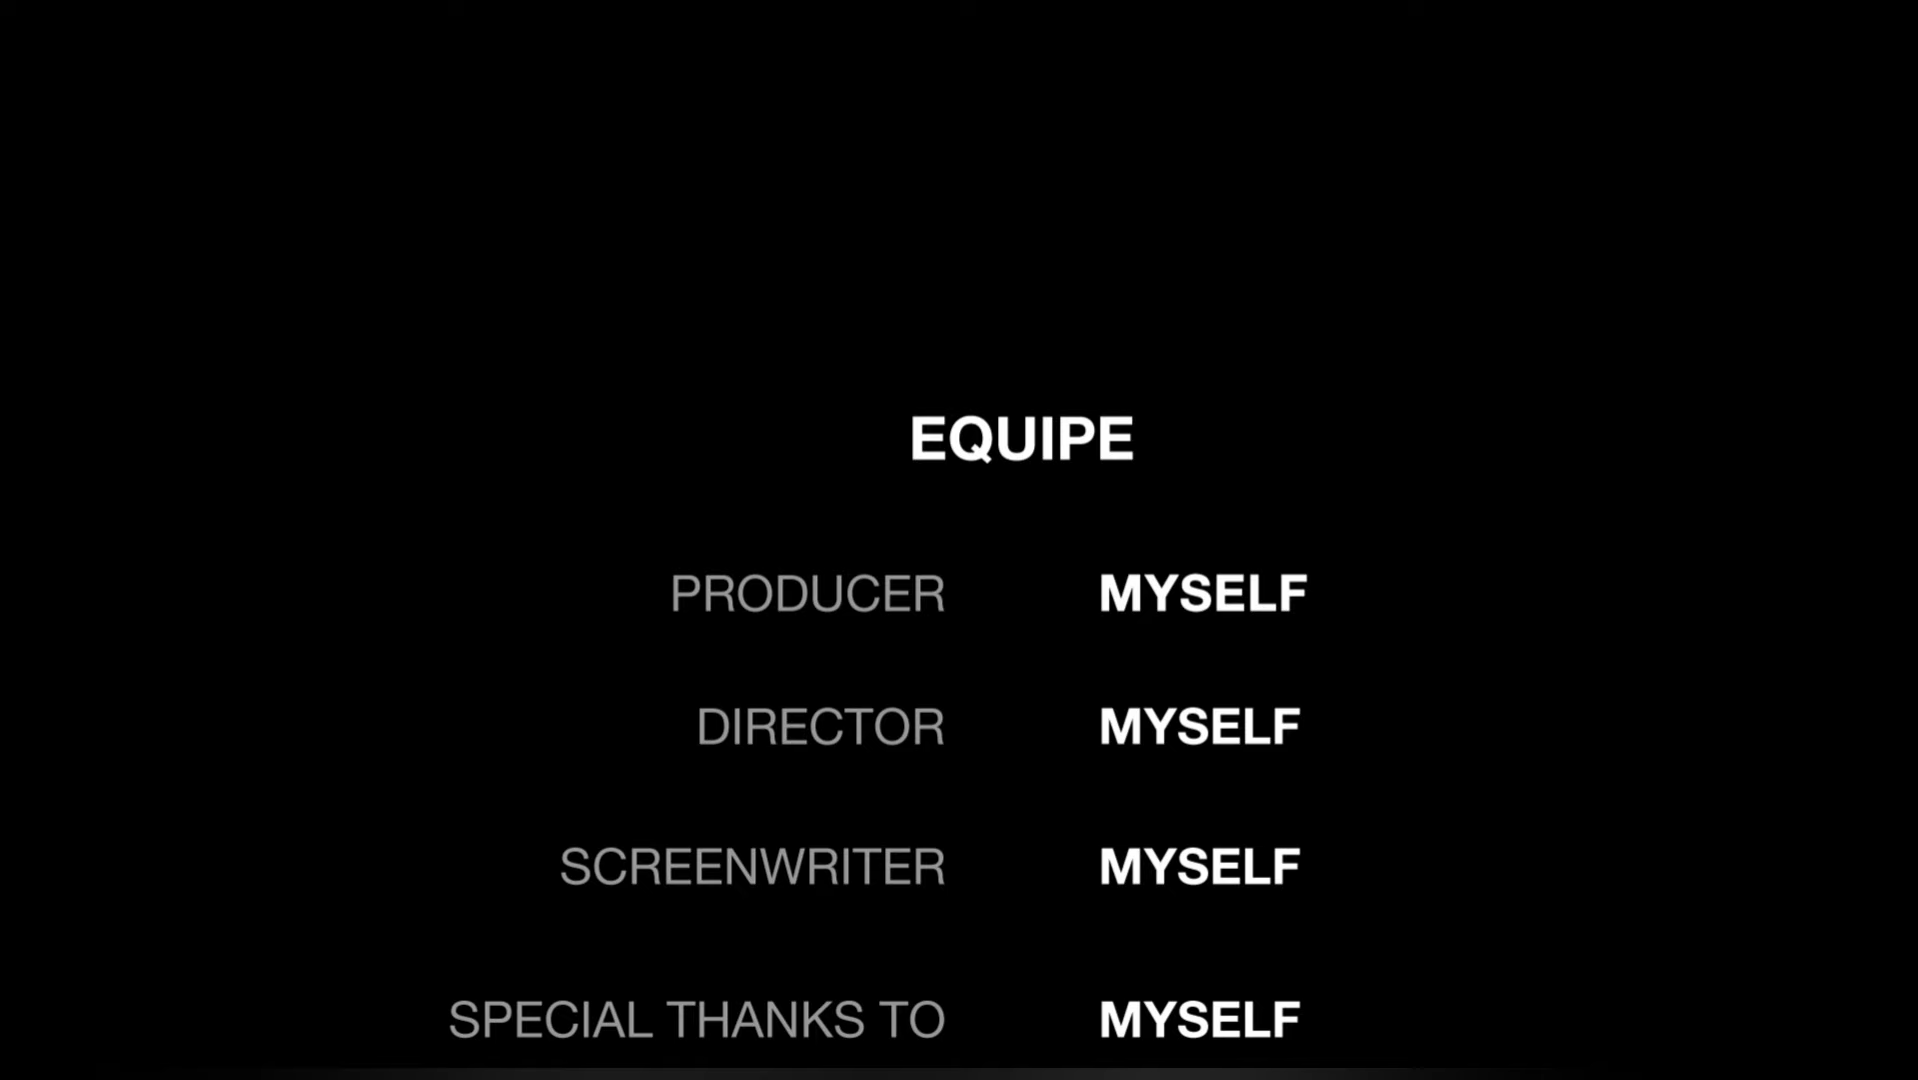 EQUIPE
PRODUCER MYSELF
DIRECTOR MYSELF
SCREENWRITER MYSELF
SPECIAL THANKS TO MYSELF